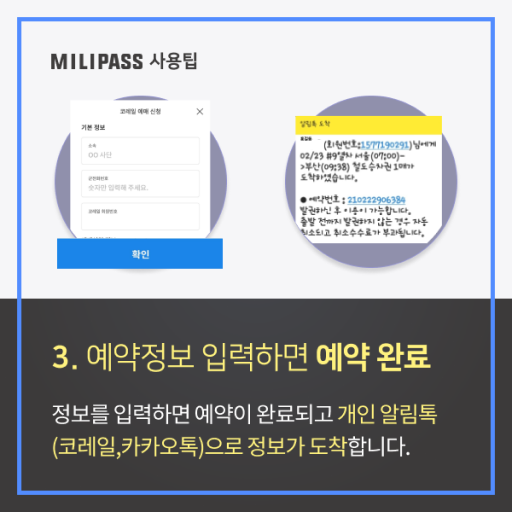 MILIPASS 사용팁
코레일 예매 신청
기본 정보
소속
OO 사단
군전화번호
숫자만 입력해 주세요.
코레일 회원번호
확인
알림톡 도착
(회원번호:1577190291)님에게
02/23 #9열차 서울(07:00)-
>부산(09:38) 철도승차권 1매가
도착하였습니다.
● 예약번호 : 210222906384
발권하신 후 이용이 가능합니다.
출발 전까지 발권하지 않는 경우 자동
취소되고 취소수수료가 부과됩니다.
3. 예약정보 입력하면 예약 완료
정보를 입력하면 예약이 완료되고 개인 알림톡
(코레일,카카오톡)으로 정보가 도착합니다.